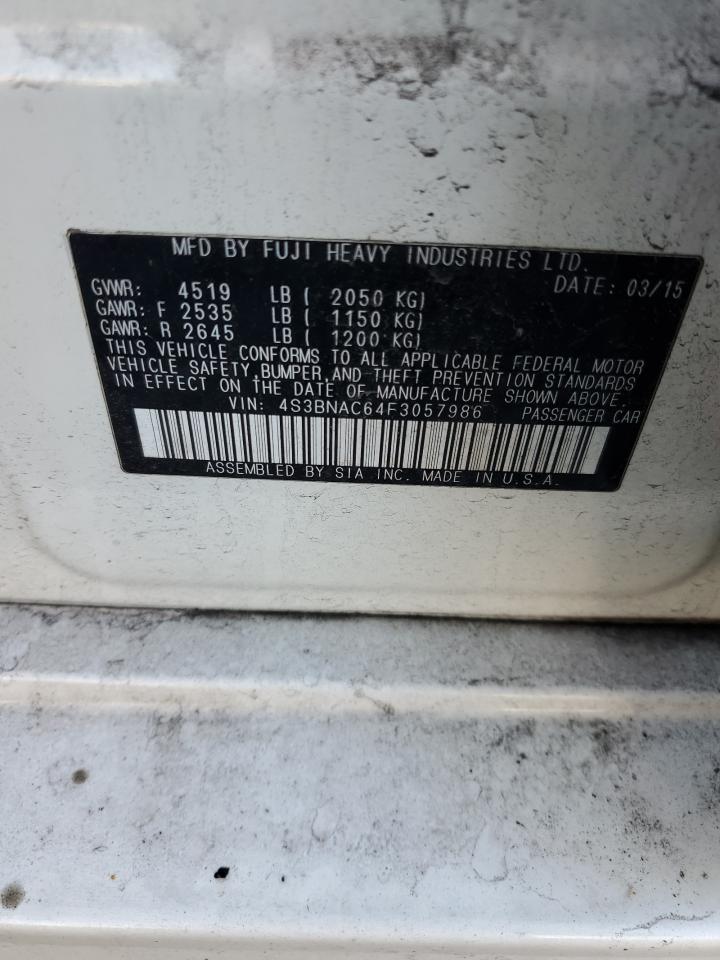 MFD BY FUJI HEAVY INDUSTRIES LTD.
DATE: 03/15
GVWR: 4519 LB ( 2050 KG)
GAWR: F 2535 LB ( 1150 KG)
GAWR: R 2645 LB ( 1200 KG)
THIS VEHICLE CONFORMS TO ALL APPLICABLE FEDERAL MOTOR
VEHICLE SAFETY, BUMPER, AND THEFT PREVENTION STANDARDS
IN EFFECT ON THE DATE OF MANUFACTURE SHOWN ABOVE.
VIN: 4S3BNAC64F3057986 PASSENGER CAR
ASSEMBLED BY SIA INC. MADE IN U.S.A.